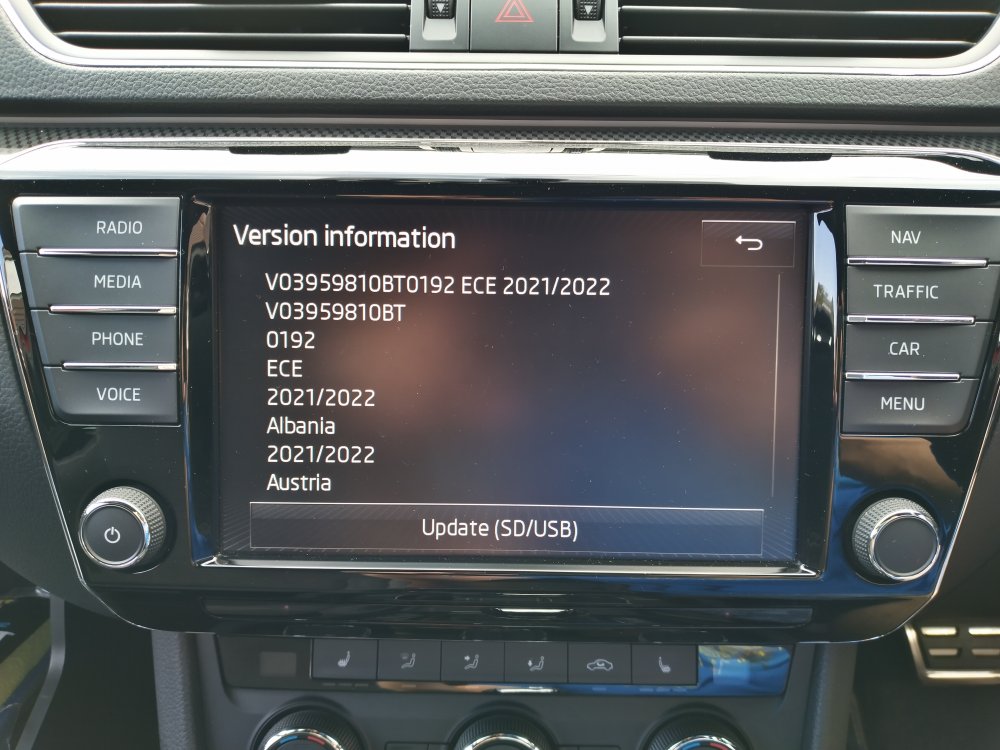 RADIO
MEDIA
PHONE
VOICE
Version information
V03959810BT0192 ECE 2021/2022
V03959810BT
0192
ECE
2021/2022
Albania
2021/2022
Austria
Update (SD/USB)
NAV
TRAFFIC
CAR
MENU